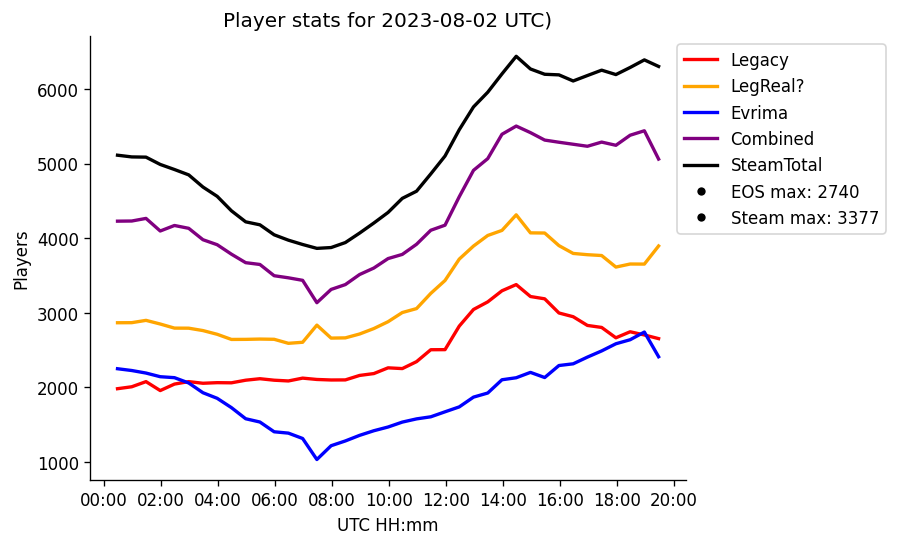 Player stats for 2023-08-02 UTC)
Legacy
LegReal?
Evrima
Combined
SteamTotal
EOS max: 2740
Steam max: 3377
Players
6000
5000
4000
3000
2000
1000
00:00 02:00 04:00 06:00 08:00 10:00 12:00 14:00 16:00 18:00 20:00
UTC HH:mm